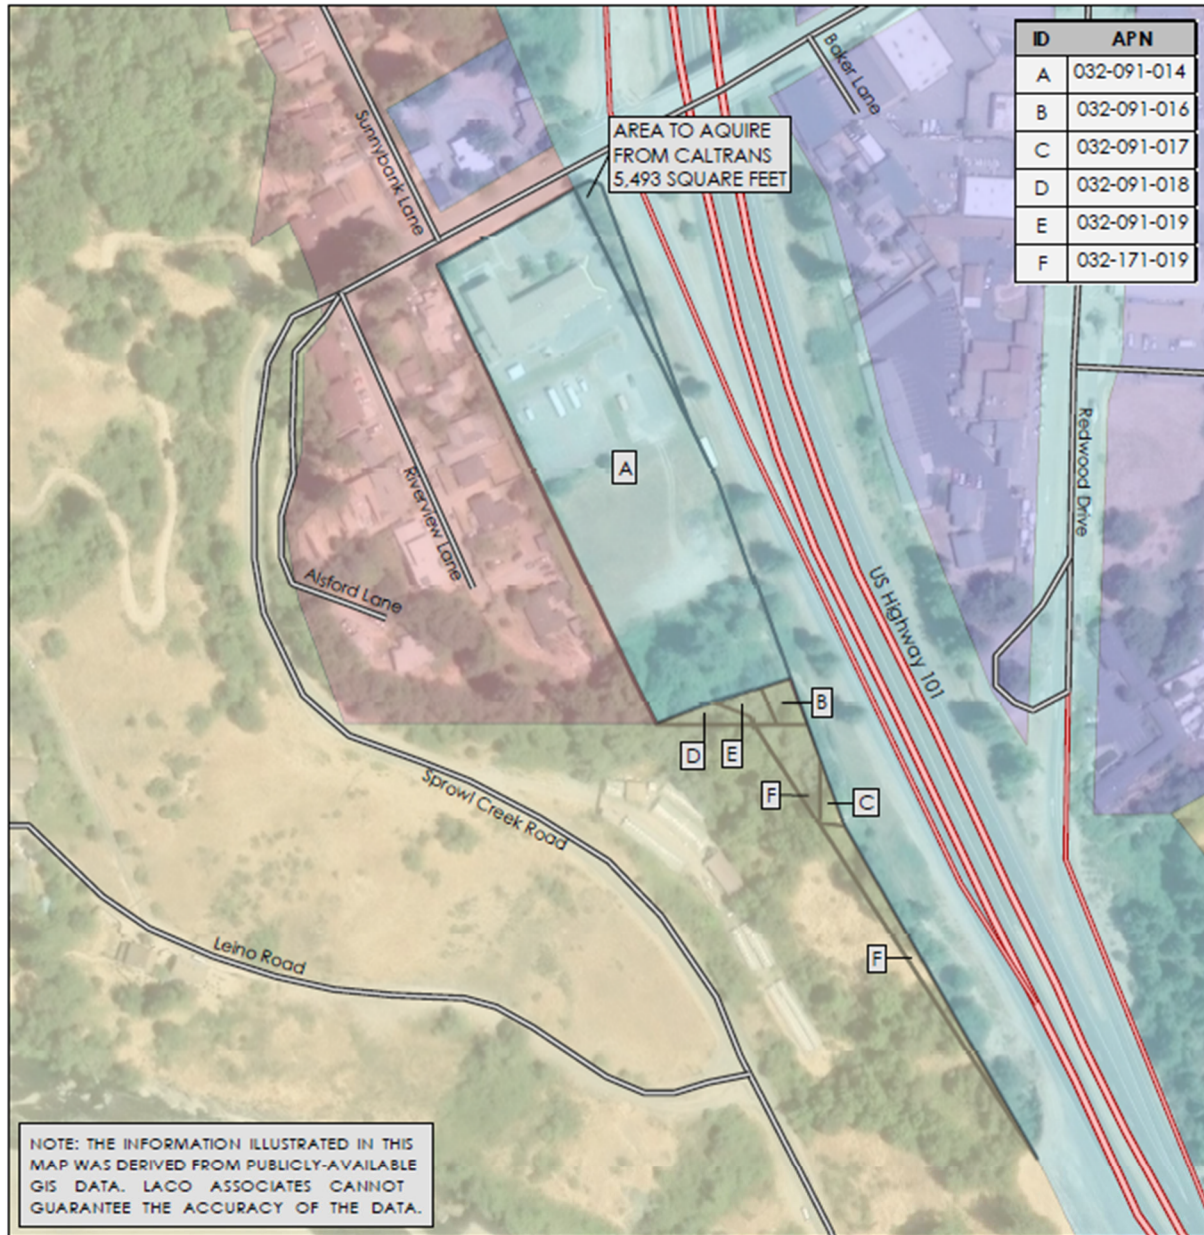 ID APN
A 032-091-014
B 032-091-016
C 032-091-017
D 032-091-018
E 032-091-019
F 032-171-019
Baker Lane
Sunnybank Lane
AREA TO AQUIRE
FROM CALTRANS
5,493 SQUARE FEET
A
Riverview Lane
Redwood Drive
Alsford Lane
US Highway 101
B
D
E
F
C
Sprowl Creek Road
Leino Road
F
NOTE: THE INFORMATION ILLUSTRATED IN THIS
MAP WAS DERIVED FROM PUBLICLY-AVAILABLE
GIS DATA. LACO ASSOCIATES CANNOT
GUARANTEE THE ACCURACY OF THE DATA.